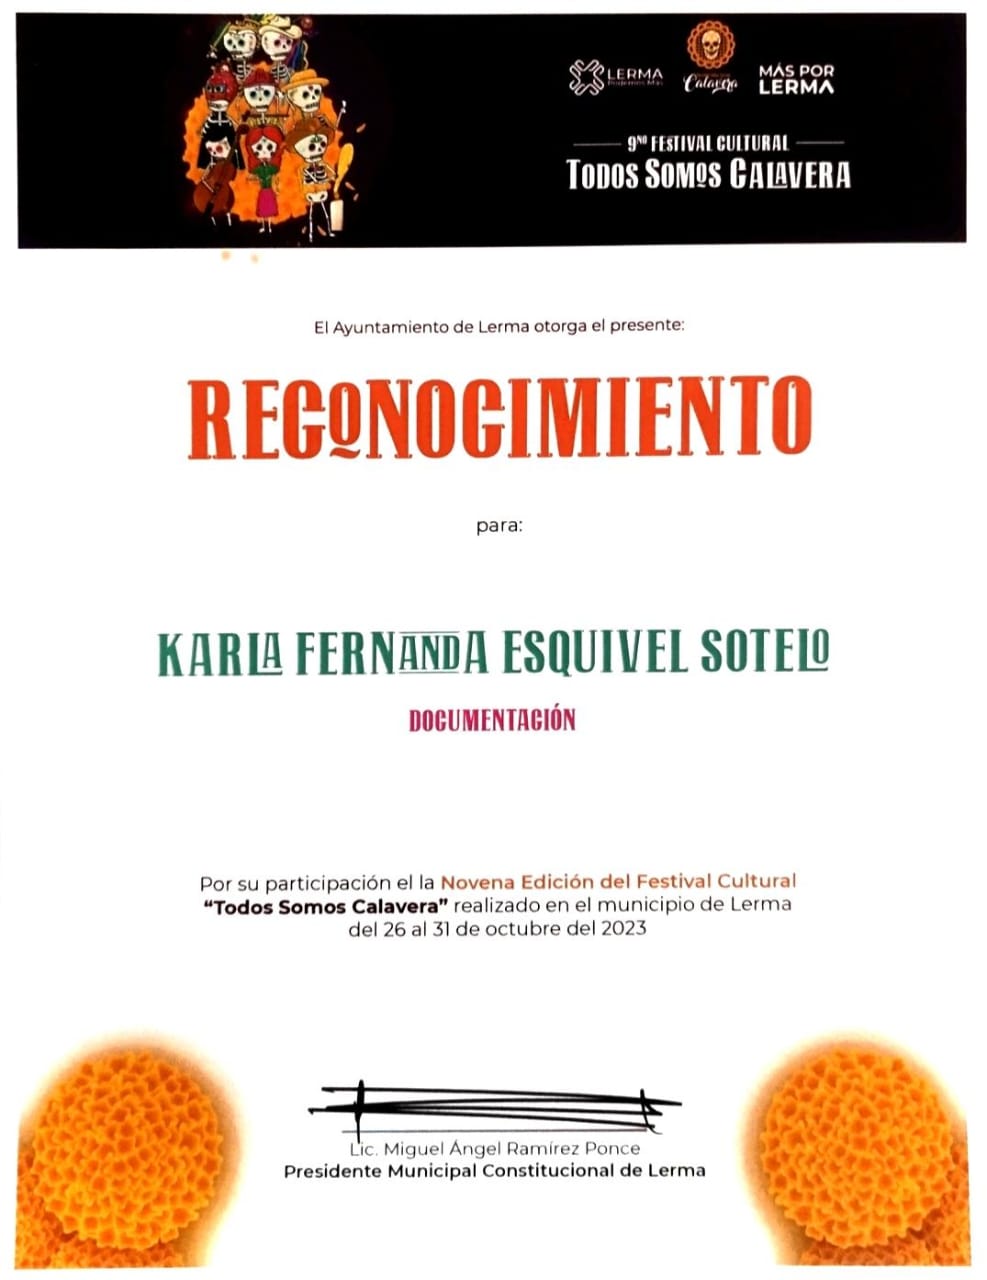 LERMA
Podemos Más
Calavera
MÁS POR
LERMA
9NO FESTIVAL CULTURAL
TODOS SOMOS CALAVERA
El Ayuntamiento de Lerma otorga el presente:
RECONOCIMIENTO
para:
KARLA FERNANDA ESQUIVEL SOTELO
DOCUMENTACIÓN
Por su participación el la Novena Edición del Festival Cultural
“Todos Somos Calavera” realizado en el municipio de Lerma
del 26 al 31 de octubre del 2023
Lic. Miguel Ángel Ramírez Ponce
Presidente Municipal Constitucional de Lerma